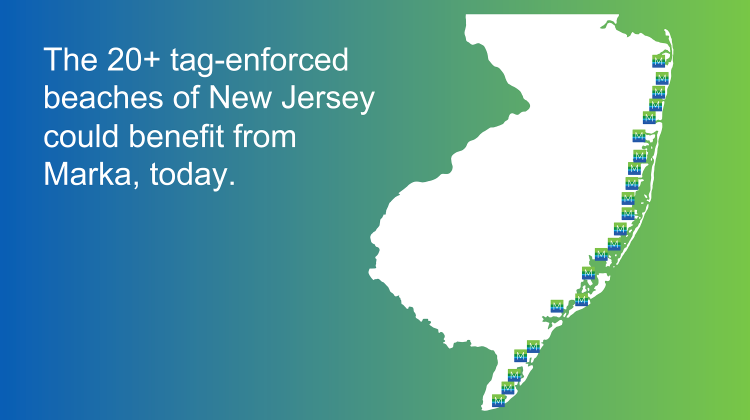 The 20+ tag-enforced
beaches of New Jersey
could benefit from
Marka, today.